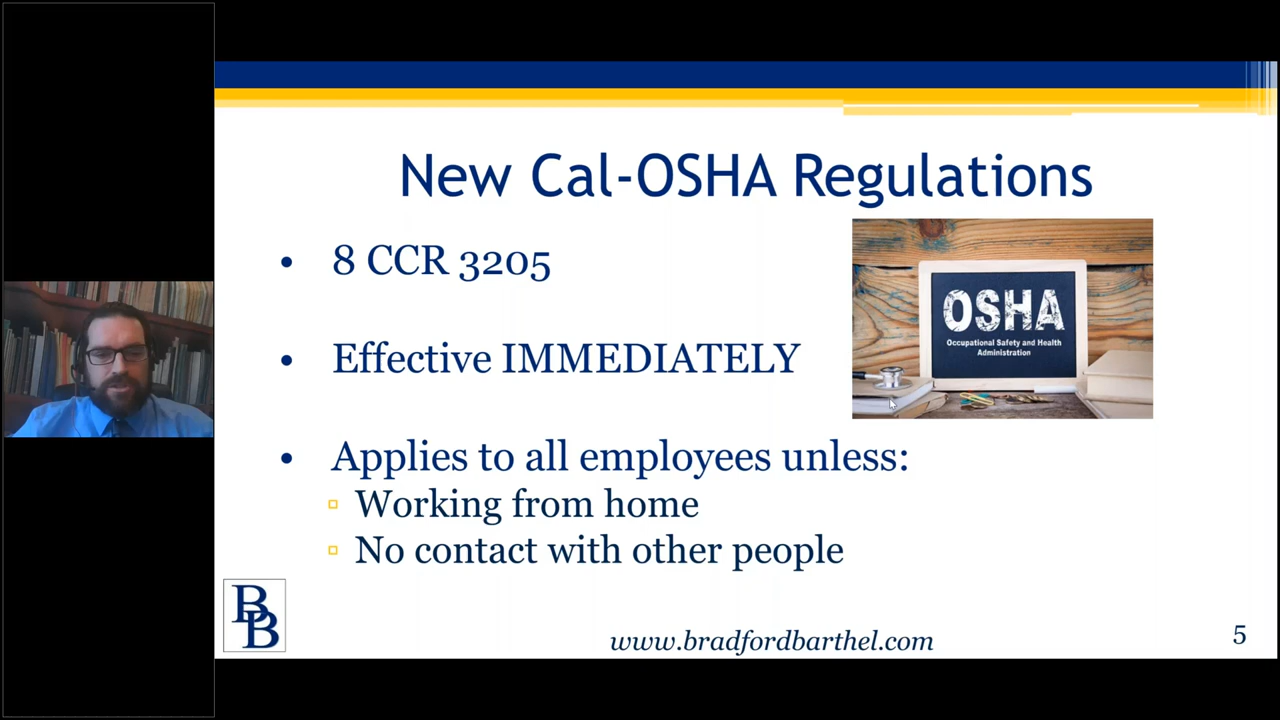 New Cal-OSHA Regulations
• 8 CCR 3205
• Effective IMMEDIATELY
OSHA
Occupational Safety and Health
Administration
• Applies to all employees unless:
▫ Working from home
▫ No contact with other people
BB
www.bradfordbarthel.com
5